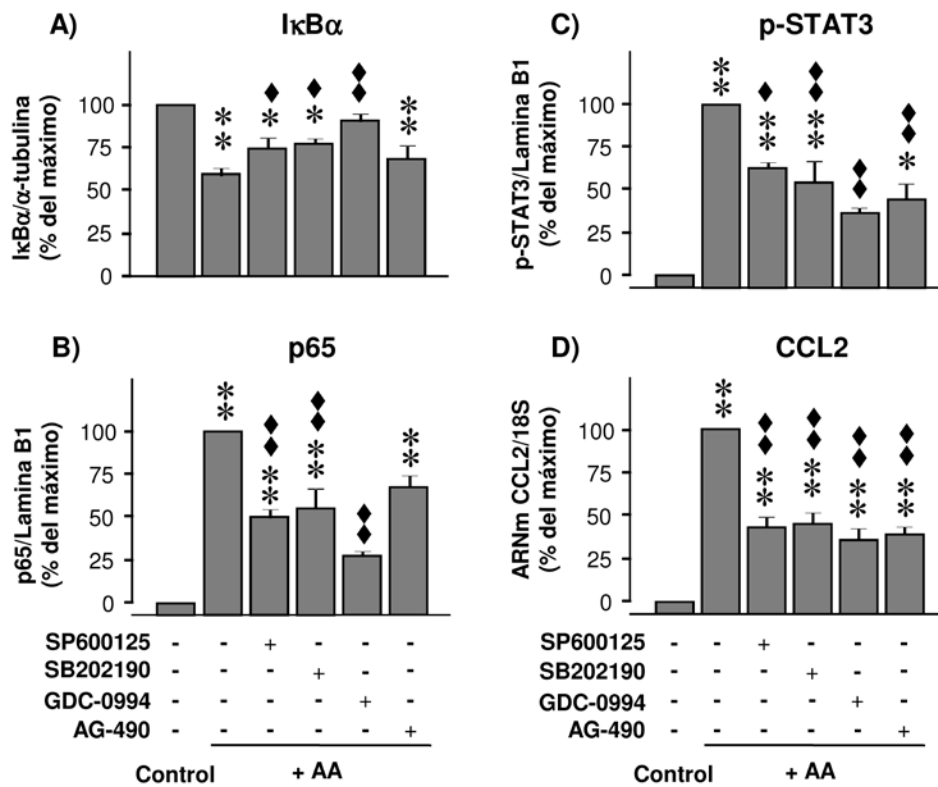 A) IκBα
IκBα/α-tubulina
(% del máximo)
100
75
50
25
0
** *♦ *♦ ♦♦ **
B) p65
p65/Lamina B1
(% del máximo)
100
75
50
25
0
** **♦♦ **♦♦ ♦♦ **
SP600125 - - + - - -
SB202190 - - - + - -
GDC-0994 - - - - + -
AG-490 - - - - - +
Control + AA
C) p-STAT3
p-STAT3/Lamina B1
(% del máximo)
100
75
50
25
0
** **♦ **♦♦ ♦♦ *♦♦
D) CCL2
ARNm CCL2/18S
(% del máximo)
100
75
50
25
0
** **♦♦ **♦♦ **♦♦ **♦♦
SP600125 - - + - - -
SB202190 - - - + - -
GDC-0994 - - - - + -
AG-490 - - - - - +
Control + AA